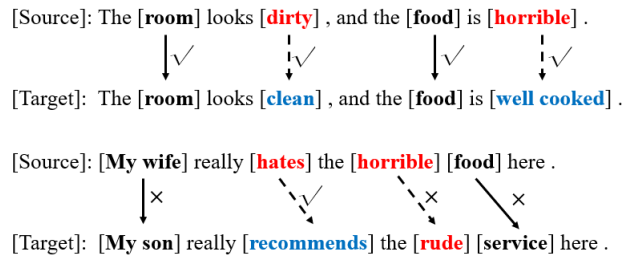 [Source]: The [room] looks [dirty] , and the [food] is [horrible] .
√ √ √ √
[Target]: The [room] looks [clean] , and the [food] is [well cooked] .
[Source]: [My wife] really [hates] the [horrible] [food] here .
× √ × ×
[Target]: [My son] really [recommends] the [rude] [service] here .